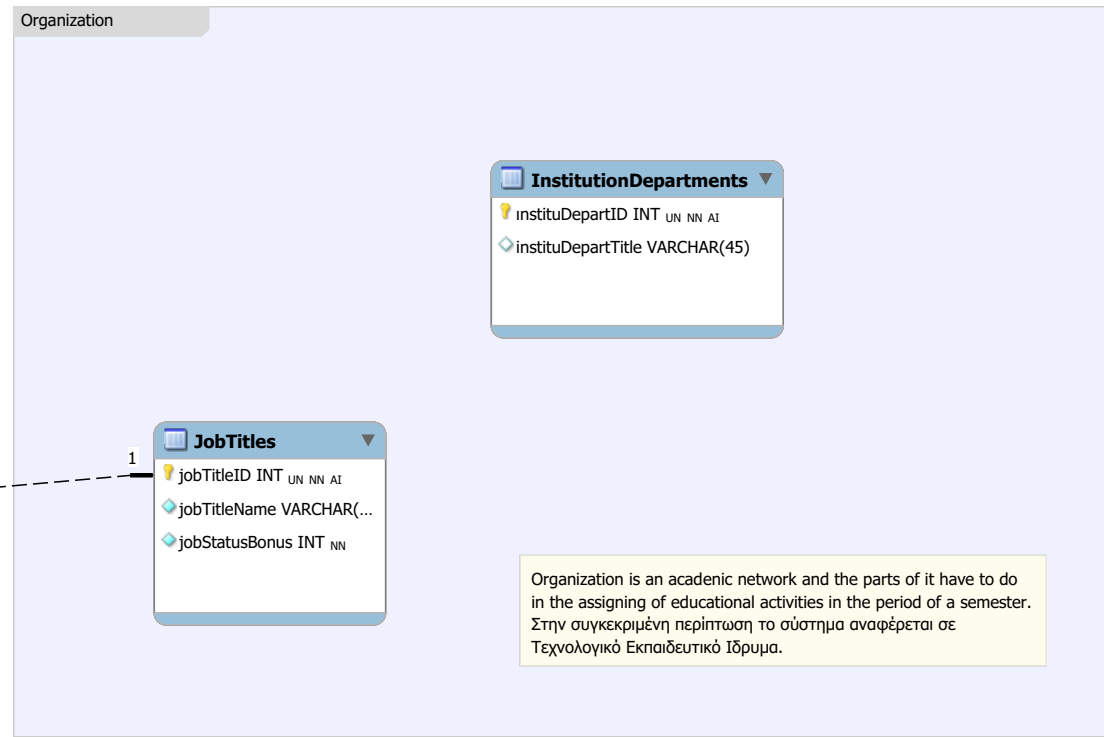 Organization
InstitutionDepartments
instituDepartID INT UN NN AI
instituDepartTitle VARCHAR(45)
JobTitles
1
jobTitleID INT UN NN AI
jobTitleName VARCHAR(...
jobStatusBonus INT NN
Organization is an acadenic network and the parts of it have to do
in the assigning of educational activities in the period of a semester.
Στην συγκεκριμένη περίπτωση το σύστημα αναφέρεται σε
Τεχνολογικό Εκπαιδευτικό Ιδρυμα.